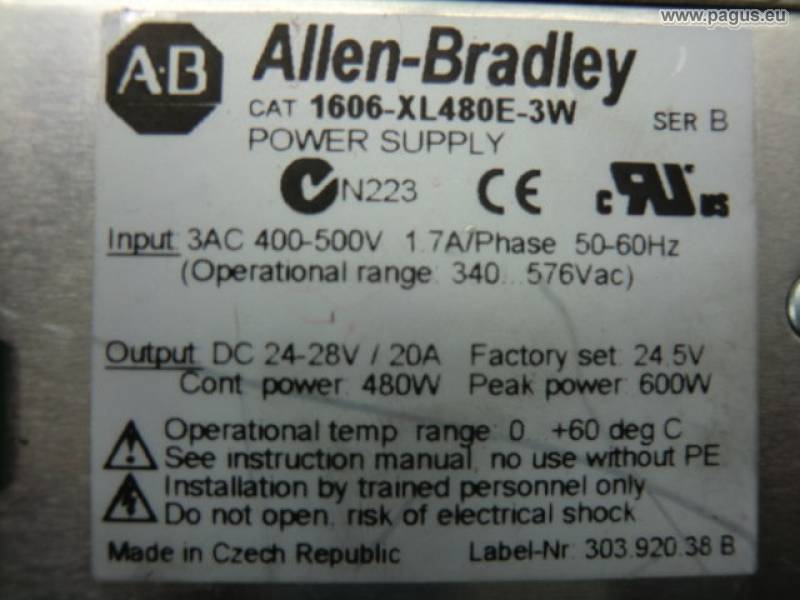 www.pagus.eu
A·B Allen-Bradley
CAT 1606-XL480E-3W SER B
POWER SUPPLY
N223 CE c RU us
Input: 3AC 400-500V 1.7A/Phase 50-60Hz
(Operational range: 340...576Vac)
Output: DC 24-28V / 20A Factory set: 24.5V
Cont power: 480W Peak power: 600W
Operational temp range: 0...+60 deg C
See instruction manual, no use without PE
Installation by trained personnel only
Do not open, risk of electrical shock
Made in Czech Republic Label-Nr: 303.920.38 B